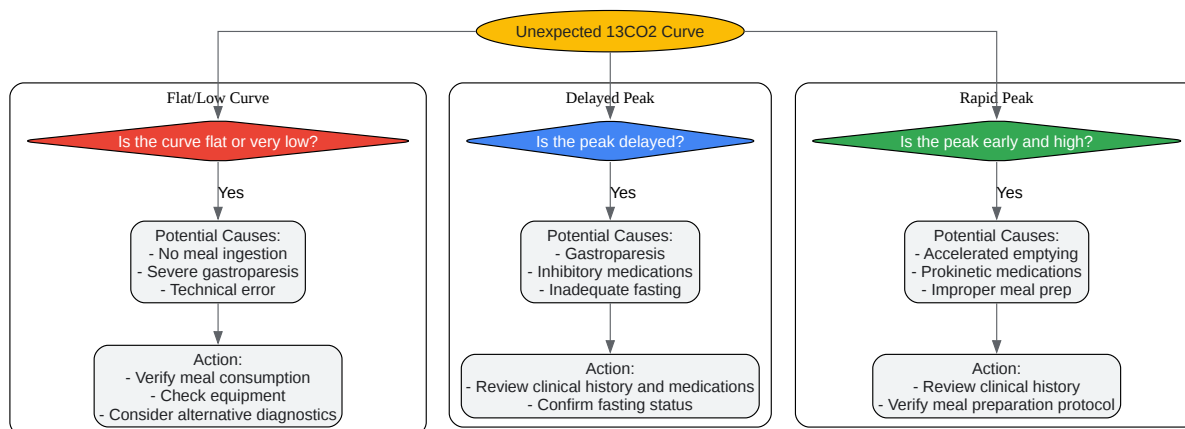 Unexpected 13CO2 Curve
Flat/Low Curve
Is the curve flat or very low?
Yes
Potential Causes:
- No meal ingestion
- Severe gastroparesis
- Technical error
Action:
- Verify meal consumption
- Check equipment
- Consider alternative diagnostics
Delayed Peak
Is the peak delayed?
Yes
Potential Causes:
- Gastroparesis
- Inhibitory medications
- Inadequate fasting
Action:
- Review clinical history and medications
- Confirm fasting status
Rapid Peak
Is the peak early and high?
Yes
Potential Causes:
- Accelerated emptying
- Prokinetic medications
- Improper meal prep
Action:
- Review clinical history
- Verify meal preparation protocol